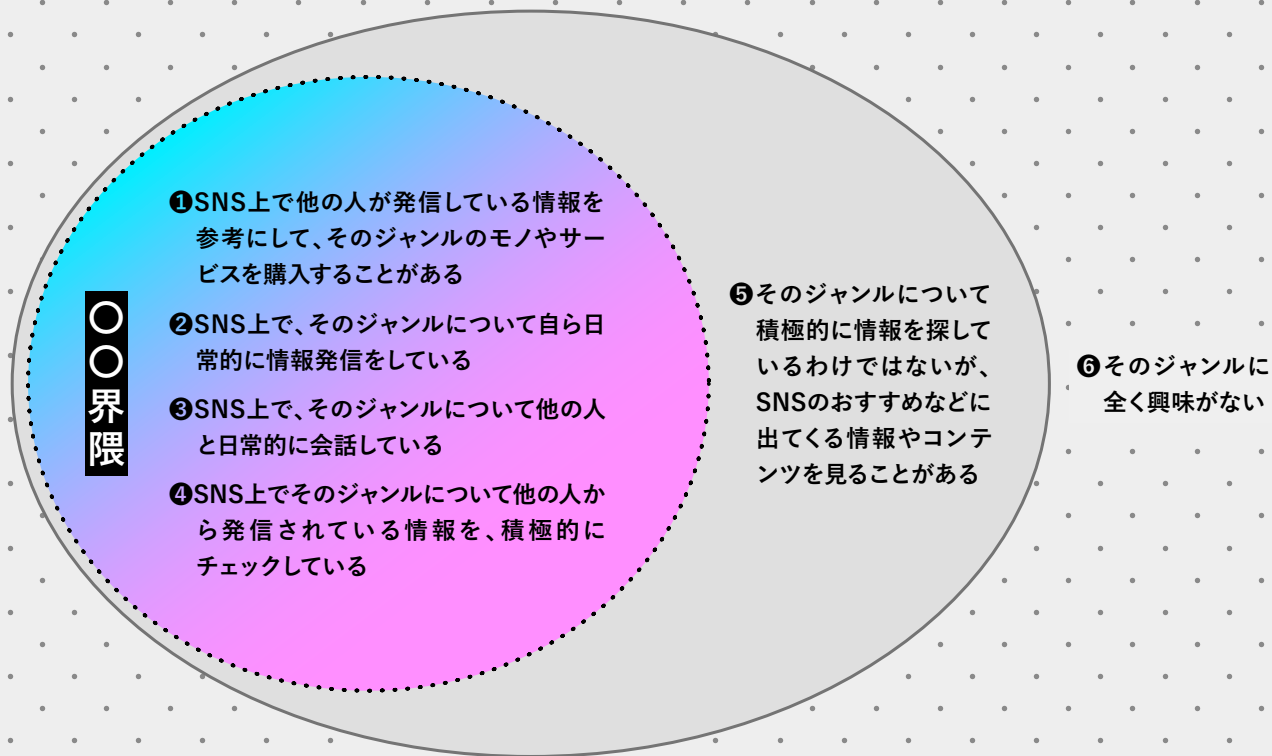 〇〇界隈
❶SNS上で他の人が発信している情報を
参考にして、そのジャンルのモノやサー
ビスを購入することがある
❷SNS上で、そのジャンルについて自ら日
常的に情報発信をしている
❸SNS上で、そのジャンルについて他の人
と日常的に会話している
❹SNS上でそのジャンルについて他の人か
ら発信されている情報を、積極的に
チェックしている
❺そのジャンルについて
積極的に情報を探して
いるわけではないが、
SNSのおすすめなどに
出てくる情報やコンテ
ンツを見ることがある
❻そのジャンルに
全く興味がない